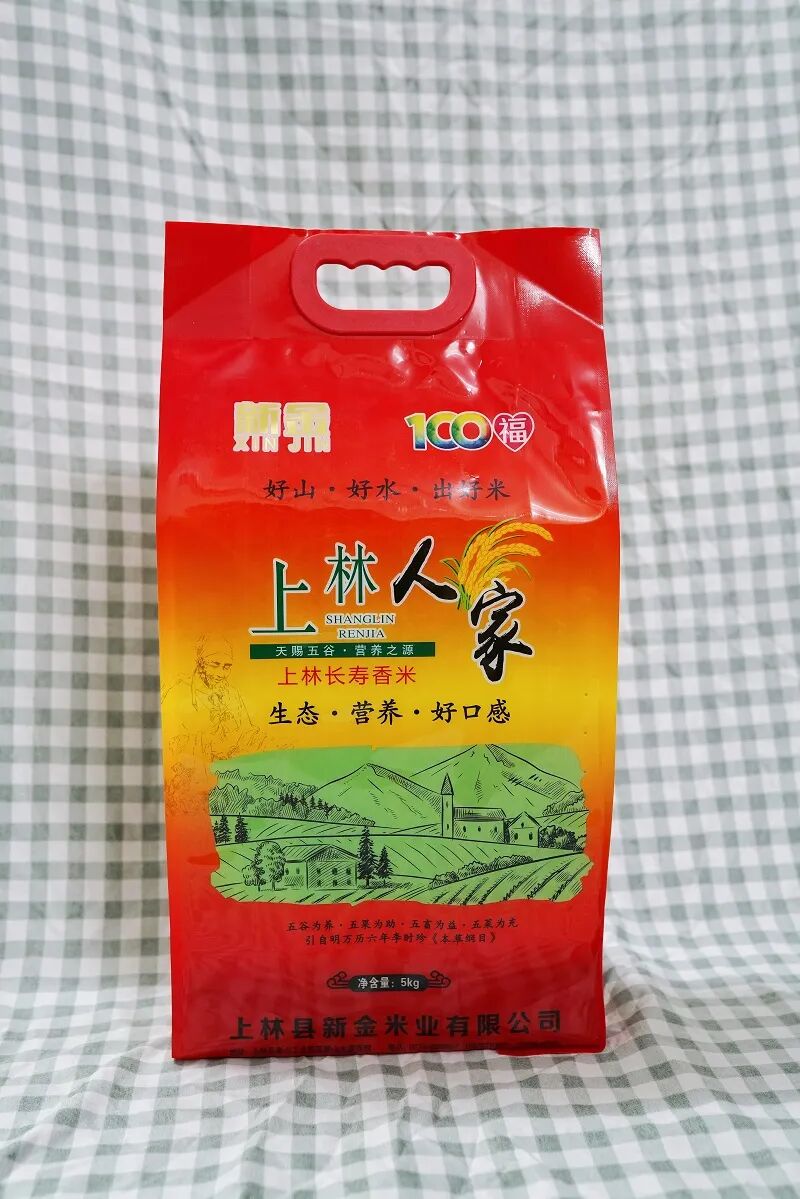 新金
XIN JIN
100福
好山·好水·出好米
上林人家
SHANGLIN
RENJIA
天赐五谷·营养之源
上林长寿香米
生态·营养·好口感
五谷为养·五果为助·五畜为益·五菜为充
引自明万历六年李时珍《本草纲目》
净含量：5kg
上林县新金米业有限公司